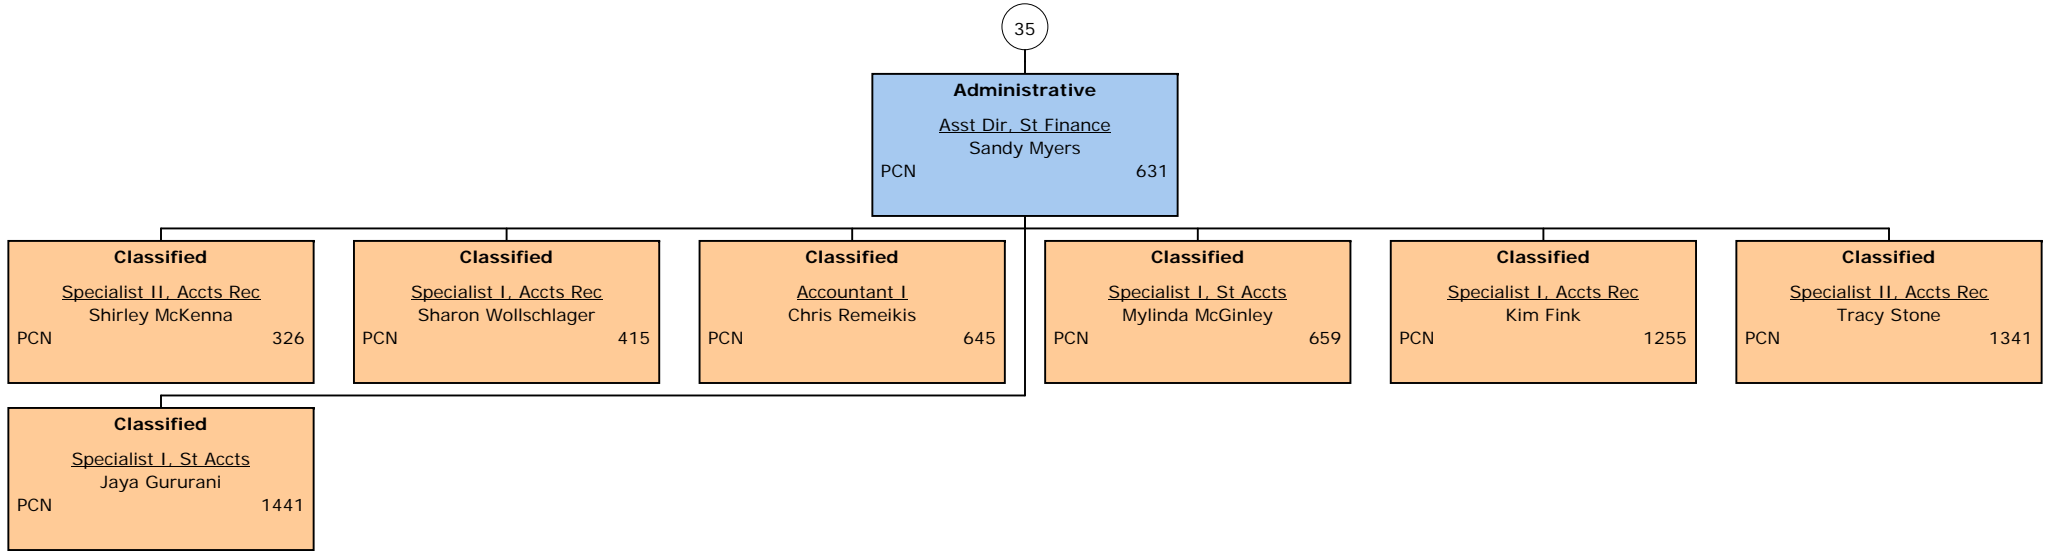 35
Administrative
Asst Dir, St Finance
Sandy Myers
PCN 631
Classified
Specialist II, Accts Rec
Shirley McKenna
PCN 326
Classified
Specialist I, Accts Rec
Sharon Wollschlager
PCN 415
Classified
Accountant I
Chris Remeikis
PCN 645
Classified
Specialist I, St Accts
Mylinda McGinley
PCN 659
Classified
Specialist I, Accts Rec
Kim Fink
PCN 1255
Classified
Specialist II, Accts Rec
Tracy Stone
PCN 1341
Classified
Specialist I, St Accts
Jaya Gururani
PCN 1441